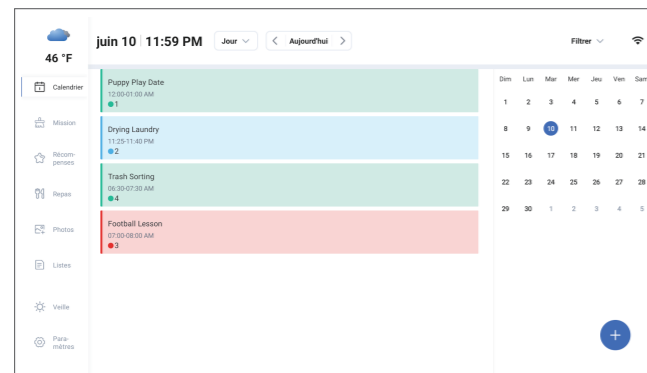 46 °F
juin 10 11:59 PM
Jour
Aujourd'hui
Filtrer
Calendrier
Mission
Récom-
penses
Repas
Photos
Listes
Veille
Para-
mètres
Puppy Play Date
12:00-01:00 AM
1
Drying Laundry
11:25-11:40 PM
2
Trash Sorting
06:30-07:30 AM
4
Football Lesson
07:00-08:00 AM
3
Dim Lun Mar Mer Jeu Ven Sam
1 2 3 4 5 6 7
8 9 10 11 12 13 14
15 16 17 18 19 20 21
22 23 24 25 26 27 28
29 30 1 2 3 4 5
+